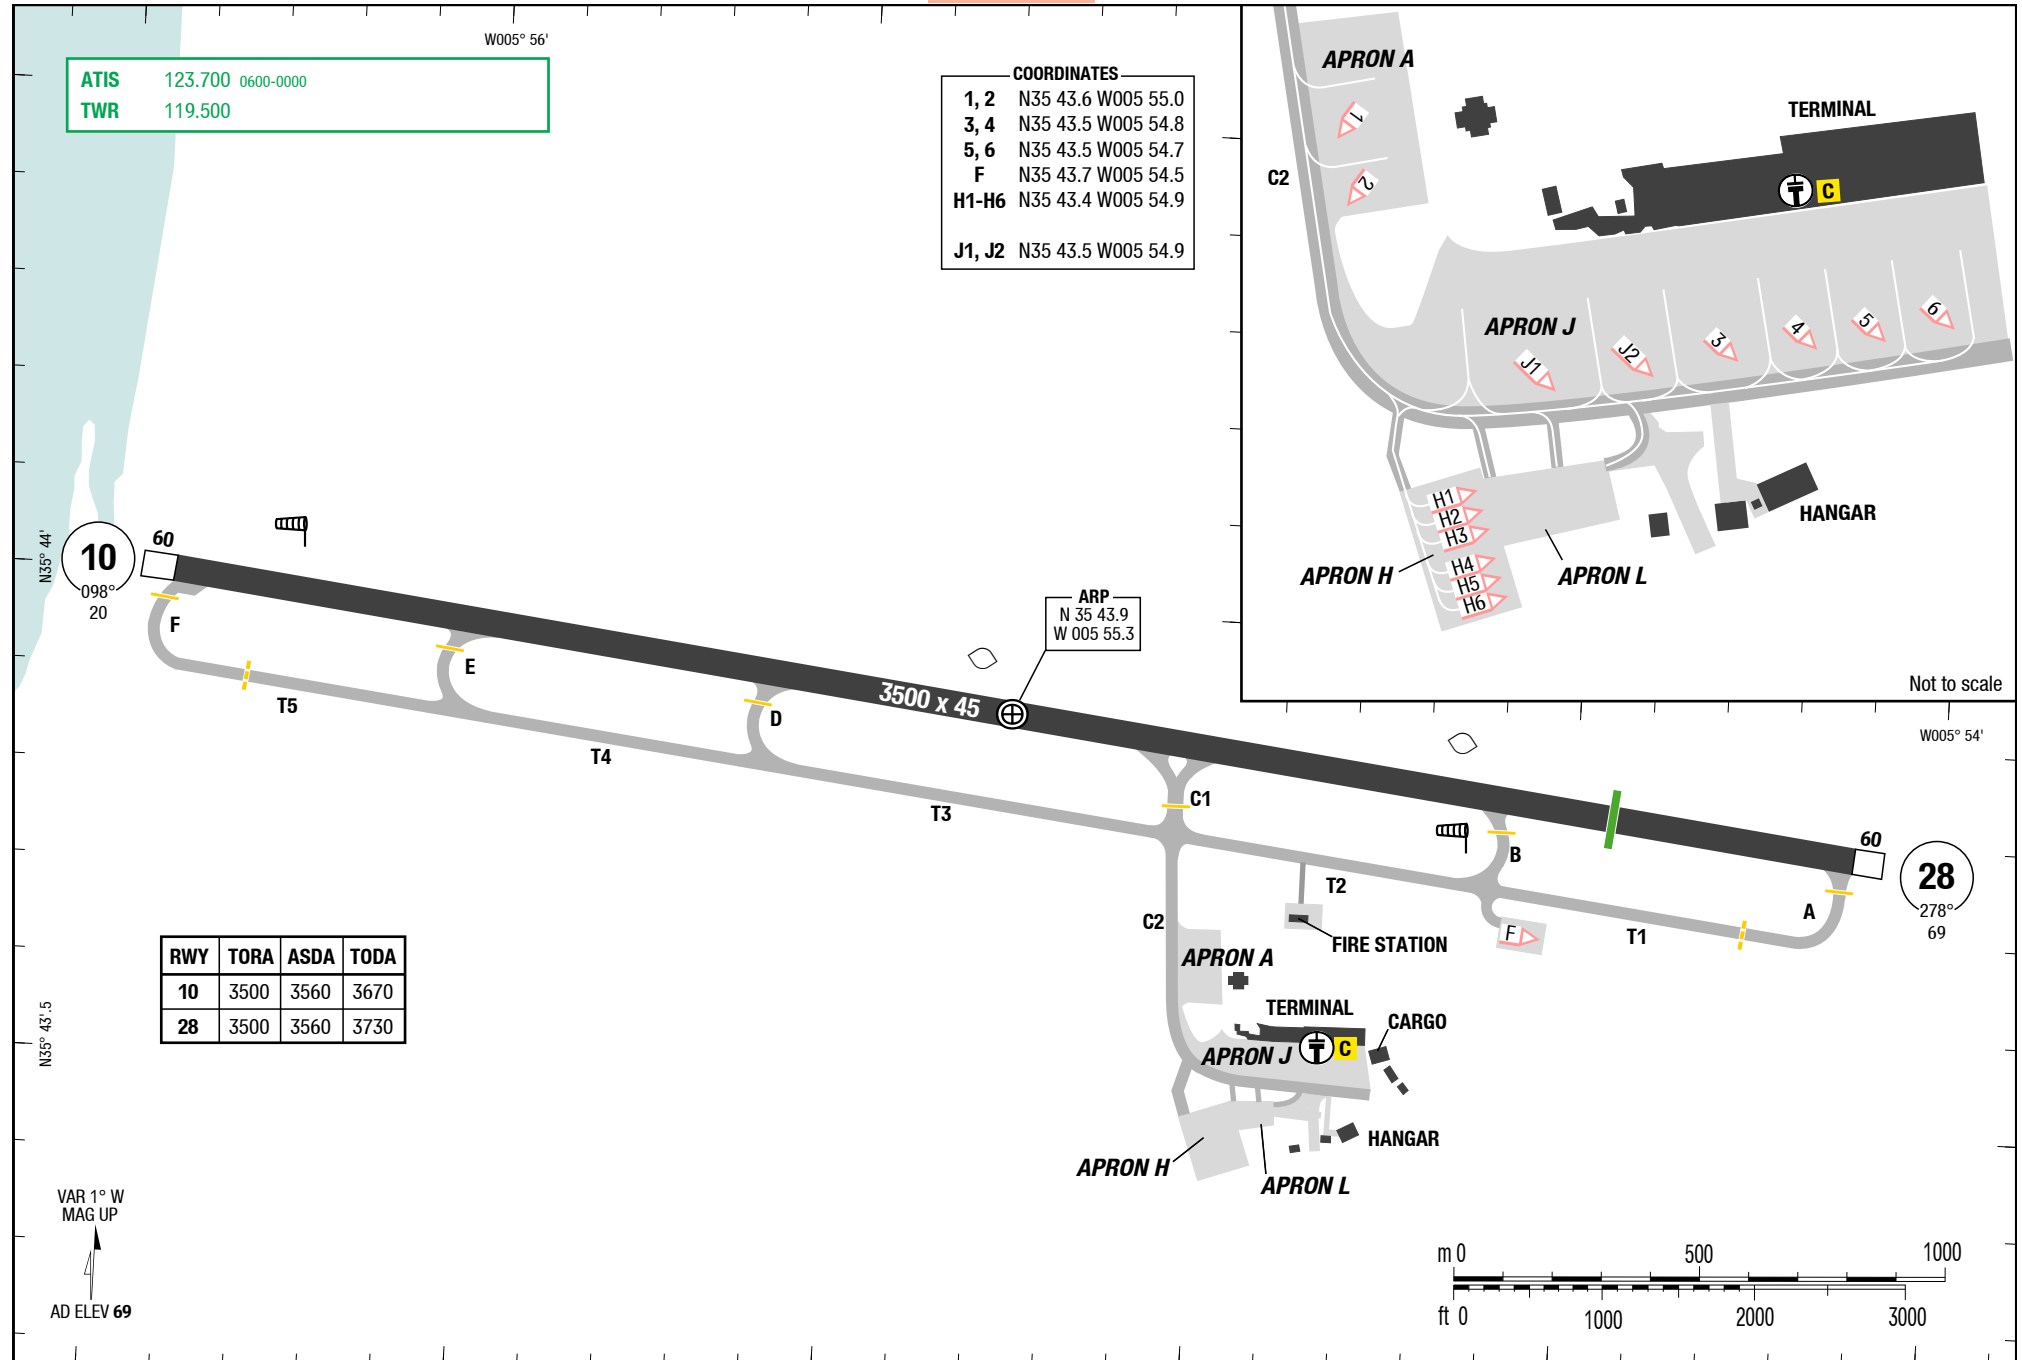 W005° 56'
ATIS 123.700 0600-0000
TWR 119.500
COORDINATES
1, 2 N35 43.6 W005 55.0
3, 4 N35 43.5 W005 54.8
5, 6 N35 43.5 W005 54.7
F N35 43.7 W005 54.5
H1-H6 N35 43.4 W005 54.9
J1, J2 N35 43.5 W005 54.9
APRON A
1
2
C2
TERMINAL
C
APRON J
J1
J2
3
4
5
6
H1
H2
H3
H4
H5
H6
APRON H
APRON L
HANGAR
Not to scale
N35° 44'
10
098°
20
60
F
E
T5
D
T4
3500 x 45
ARP
N 35 43.9
W 005 55.3
T3
C1
W005° 54'
B
60
28
278°
69
A
T2
T1
F
C2
FIRE STATION
APRON A
TERMINAL
CARGO
APRON J
C
HANGAR
APRON H
APRON L
RWY TORA ASDA TODA
10 3500 3560 3670
28 3500 3560 3730
N35° 43'.5
VAR 1° W
MAG UP
AD ELEV 69
m 0 500 1000
ft 0 1000 2000 3000